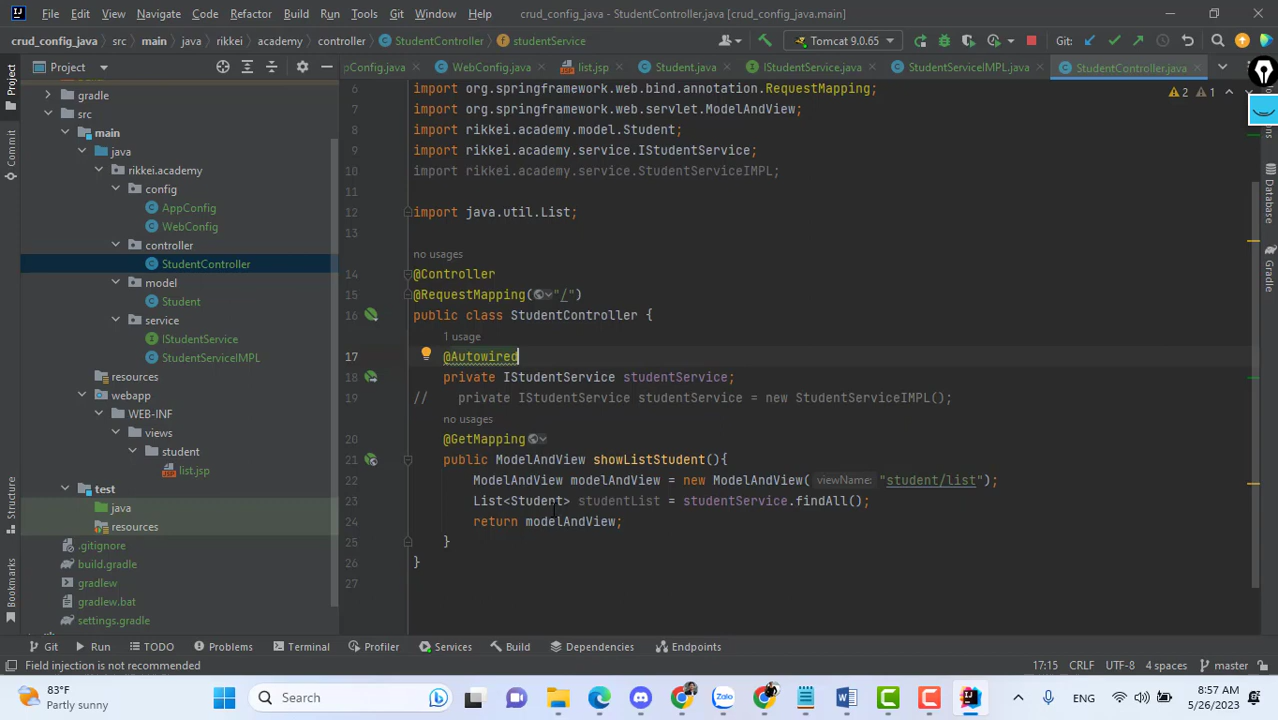 File Edit View Navigate Code Refactor Build Run Tools Git Window Help crud_config_java - StudentController.java [crud_config_java.main]
crud_config_java src main java rikkei academy controller StudentController studentService Tomcat 9.0.65 Git:
Project pConfig.java WebConfig.java list.jsp Student.java IStudentService.java StudentServiceIMPL.java StudentController.java
Project
Commit
Structure
Bookmarks
gradle
src
main
java
rikkei.academy
config
AppConfig
WebConfig
controller
StudentController
model
Student
service
IStudentService
StudentServiceIMPL
resources
webapp
WEB-INF
views
student
list.jsp
test
java
resources
.gitignore
build.gradle
gradlew
gradlew.bat
settings.gradle
2 1
6 import org.springframework.web.bind.annotation.RequestMapping;
7 import org.springframework.web.servlet.ModelAndView;
8 import rikkei.academy.model.Student;
9 import rikkei.academy.service.IStudentService;
10 import rikkei.academy.service.StudentServiceIMPL;
11
12 import java.util.List;
13
no usages
14 @Controller
15 @RequestMapping("/")
16 public class StudentController {
1 usage
17 @Autowired
18 private IStudentService studentService;
19 // private IStudentService studentService = new StudentServiceIMPL();
no usages
20 @GetMapping
21 public ModelAndView showListStudent(){
22 ModelAndView modelAndView = new ModelAndView( viewName: "student/list");
23 List<Student> studentList = studentService.findAll();
24 return modelAndView;
25 }
26 }
27
Database
Gradle
Git Run TODO Problems Terminal Profiler Services Build Dependencies Endpoints
Field injection is not recommended 17:15 CRLF UTF-8 4 spaces master
83°F
Partly sunny
Search
Zalo
ENG
8:57 AM
5/26/2023